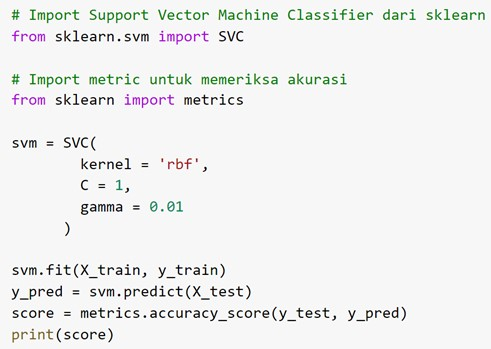 # Import Support Vector Machine Classifier dari sklearn
from sklearn.svm import SVC

# Import metric untuk memeriksa akurasi
from sklearn import metrics

svm = SVC(
        kernel = 'rbf',
        C = 1,
        gamma = 0.01
      )

svm.fit(X_train, y_train)
y_pred = svm.predict(X_test)
score = metrics.accuracy_score(y_test, y_pred)
print(score)